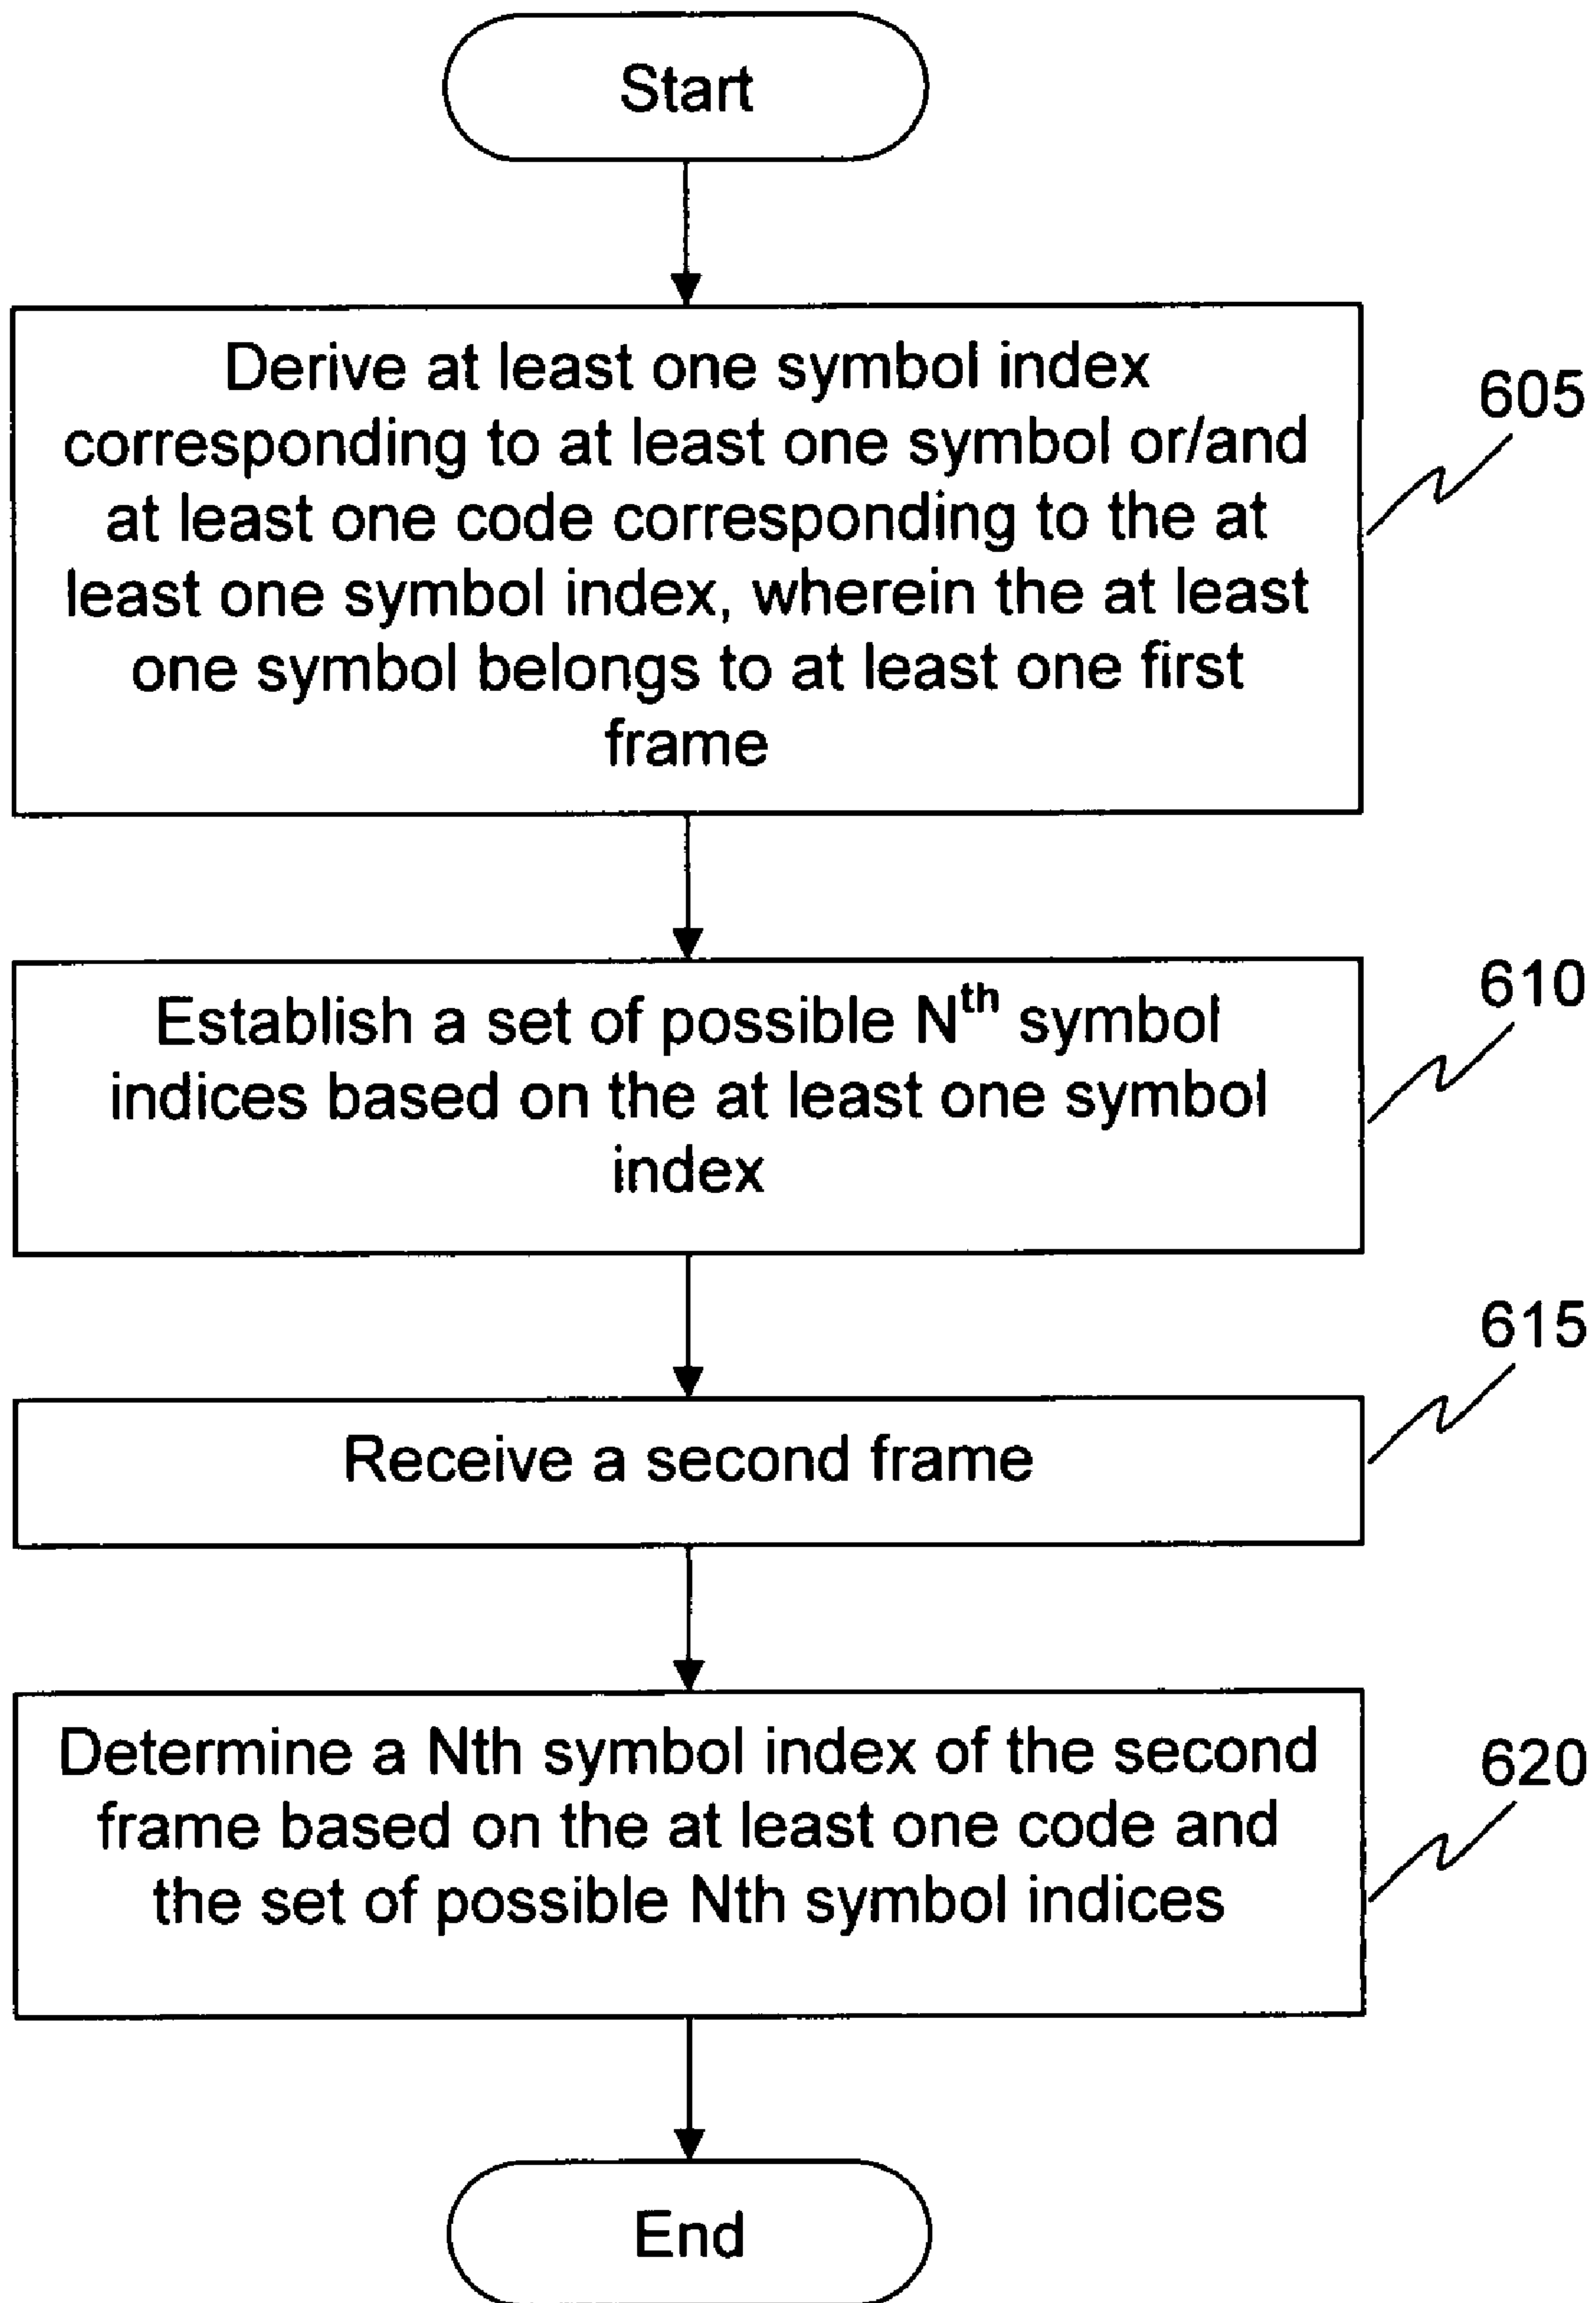 Start
Derive at least one symbol index
corresponding to at least one symbol or/and
at least one code corresponding to the at
least one symbol index, wherein the at least
one symbol belongs to at least one first
frame
605
Establish a set of possible Nth symbol
indices based on the at least one symbol
index
610
Receive a second frame
615
Determine a Nth symbol index of the second
frame based on the at least one code and
the set of possible Nth symbol indices
620
End